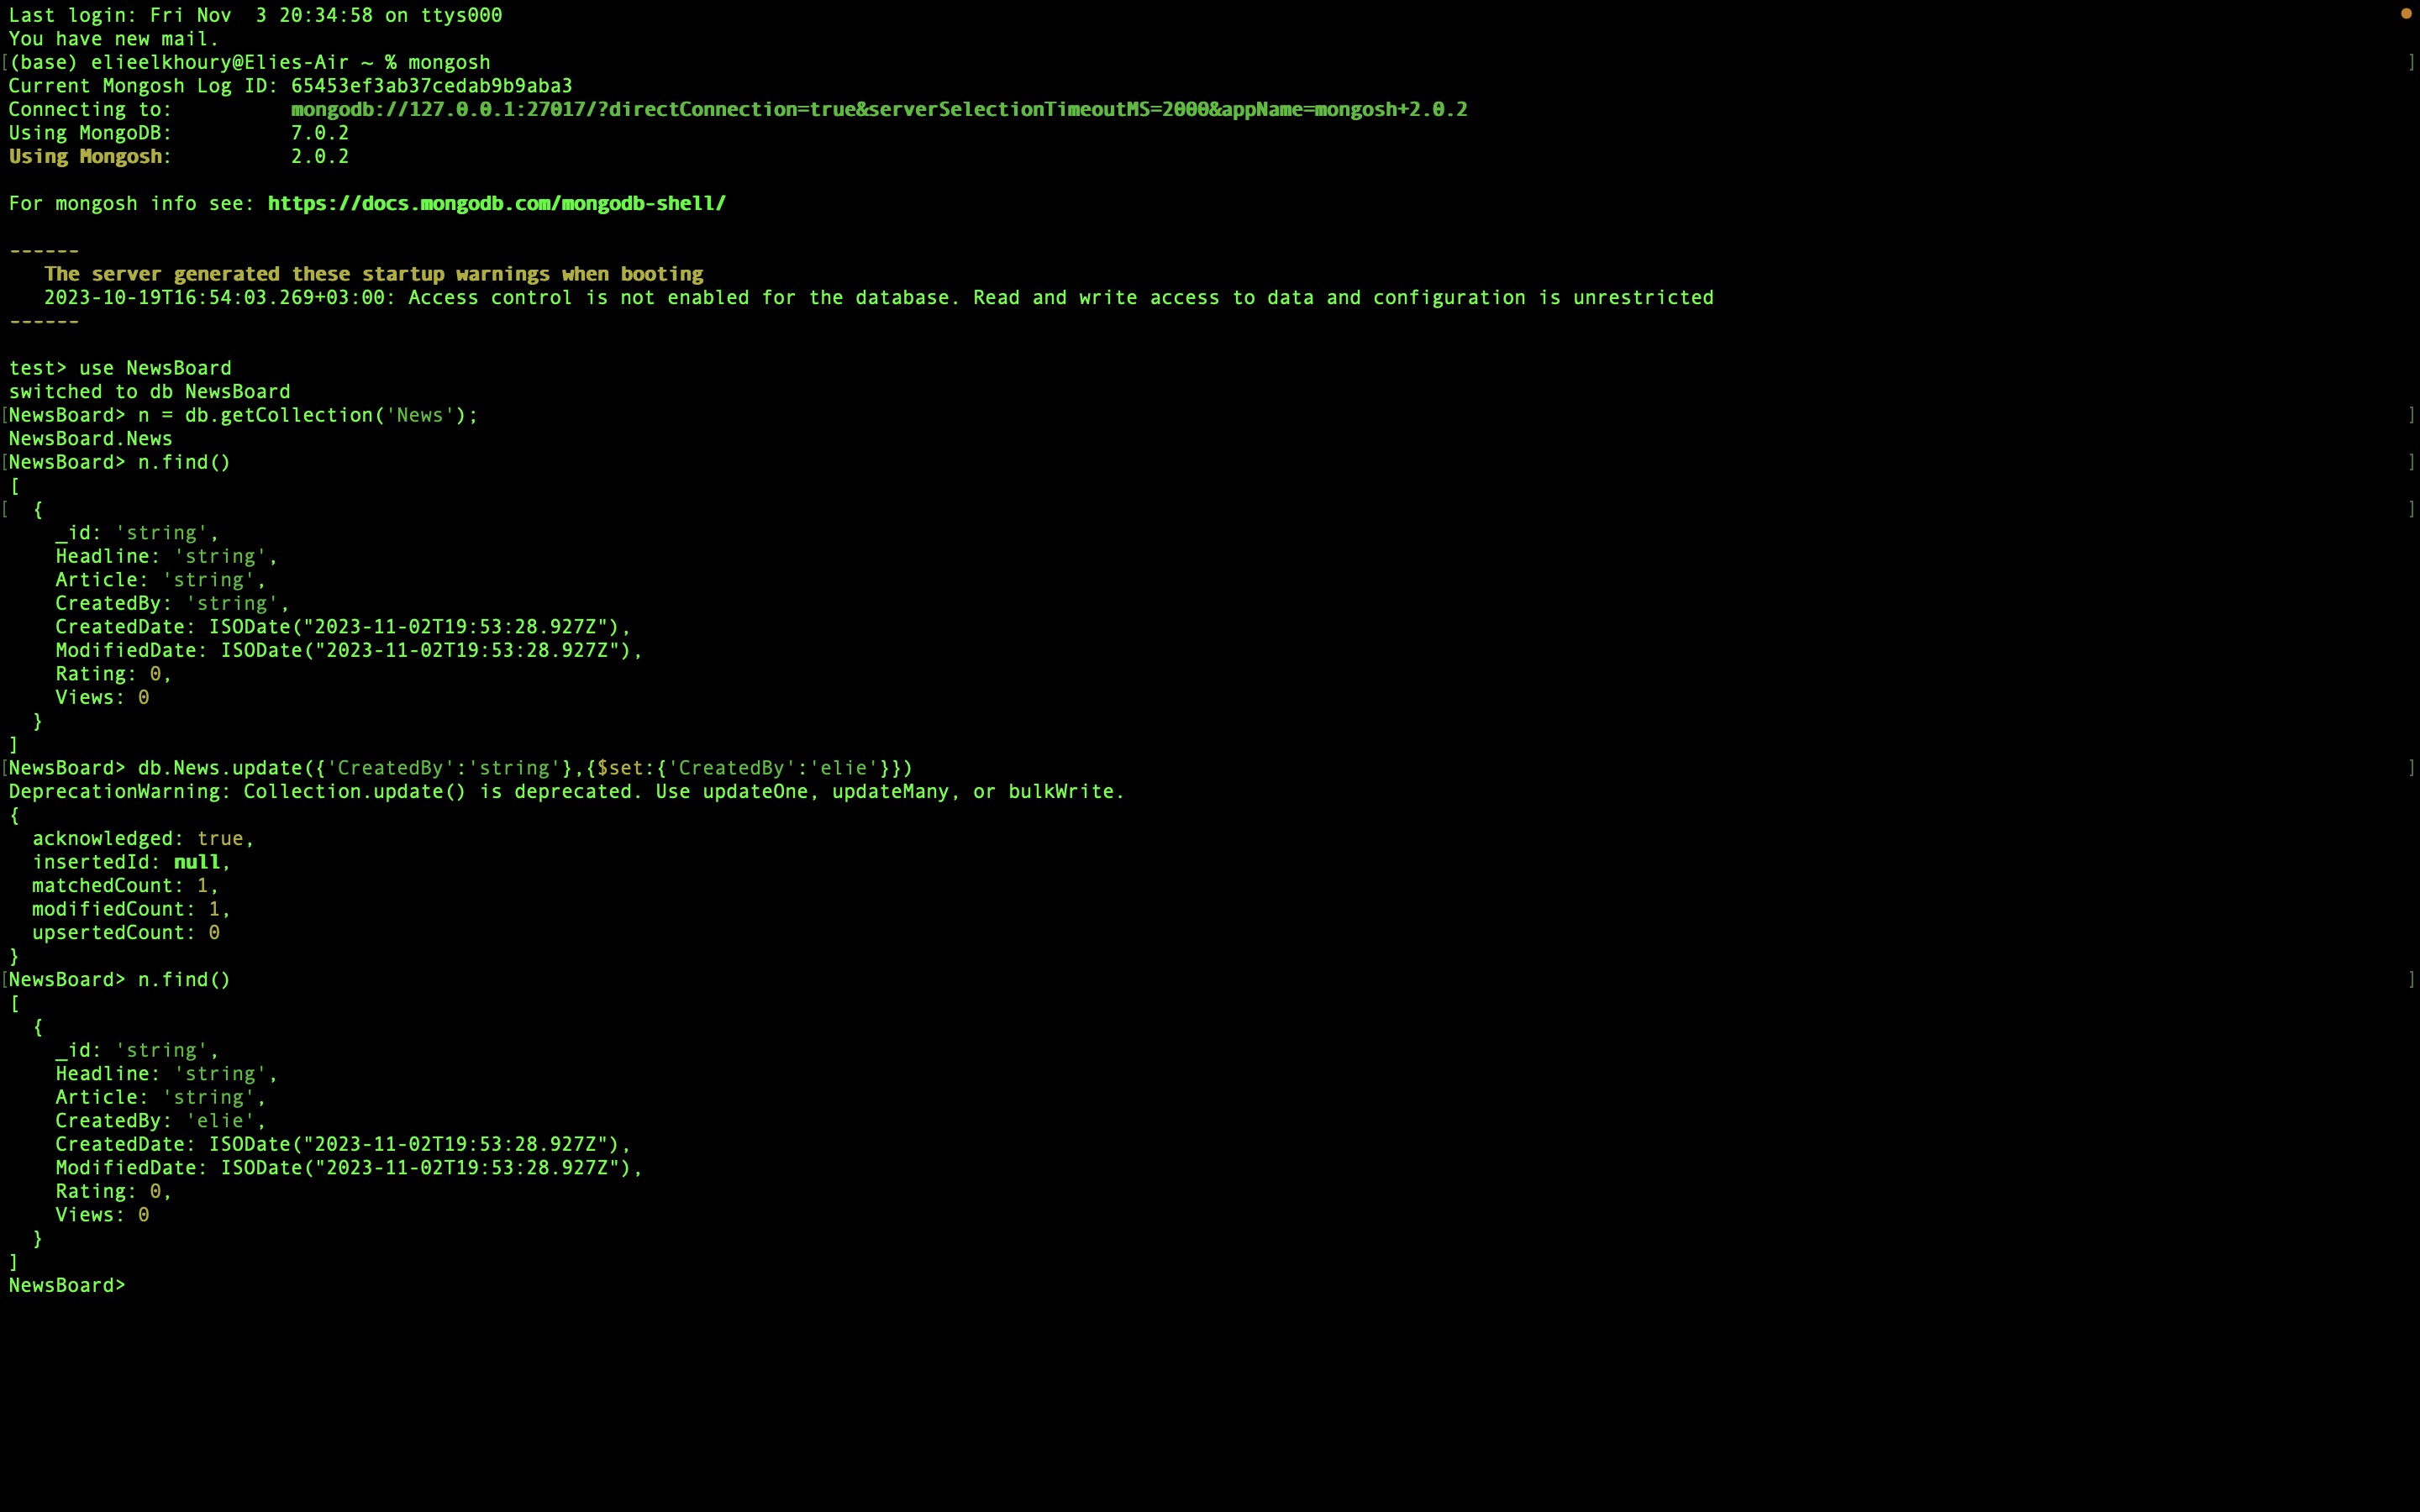 Last login: Fri Nov  3 20:34:58 on ttys000
You have new mail.
[(base) elieelkhoury@Elies-Air ~ % mongosh ]
Current Mongosh Log ID: 65453ef3ab37cedab9b9aba3
Connecting to:          mongodb://127.0.0.1:27017/?directConnection=true&serverSelectionTimeoutMS=2000&appName=mongosh+2.0.2
Using MongoDB:          7.0.2
Using Mongosh:          2.0.2

For mongosh info see: https://docs.mongodb.com/mongodb-shell/

------
   The server generated these startup warnings when booting
   2023-10-19T16:54:03.269+03:00: Access control is not enabled for the database. Read and write access to data and configuration is unrestricted
------

test> use NewsBoard
switched to db NewsBoard
[NewsBoard> n = db.getCollection('News'); ]
NewsBoard.News
[NewsBoard> n.find() ]
[
[  { ]
    _id: 'string',
    Headline: 'string',
    Article: 'string',
    CreatedBy: 'string',
    CreatedDate: ISODate("2023-11-02T19:53:28.927Z"),
    ModifiedDate: ISODate("2023-11-02T19:53:28.927Z"),
    Rating: 0,
    Views: 0
  }
]
[NewsBoard> db.News.update({'CreatedBy':'string'},{$set:{'CreatedBy':'elie'}}) ]
DeprecationWarning: Collection.update() is deprecated. Use updateOne, updateMany, or bulkWrite.
{
  acknowledged: true,
  insertedId: null,
  matchedCount: 1,
  modifiedCount: 1,
  upsertedCount: 0
}
[NewsBoard> n.find() ]
[
  {
    _id: 'string',
    Headline: 'string',
    Article: 'string',
    CreatedBy: 'elie',
    CreatedDate: ISODate("2023-11-02T19:53:28.927Z"),
    ModifiedDate: ISODate("2023-11-02T19:53:28.927Z"),
    Rating: 0,
    Views: 0
  }
]
NewsBoard>